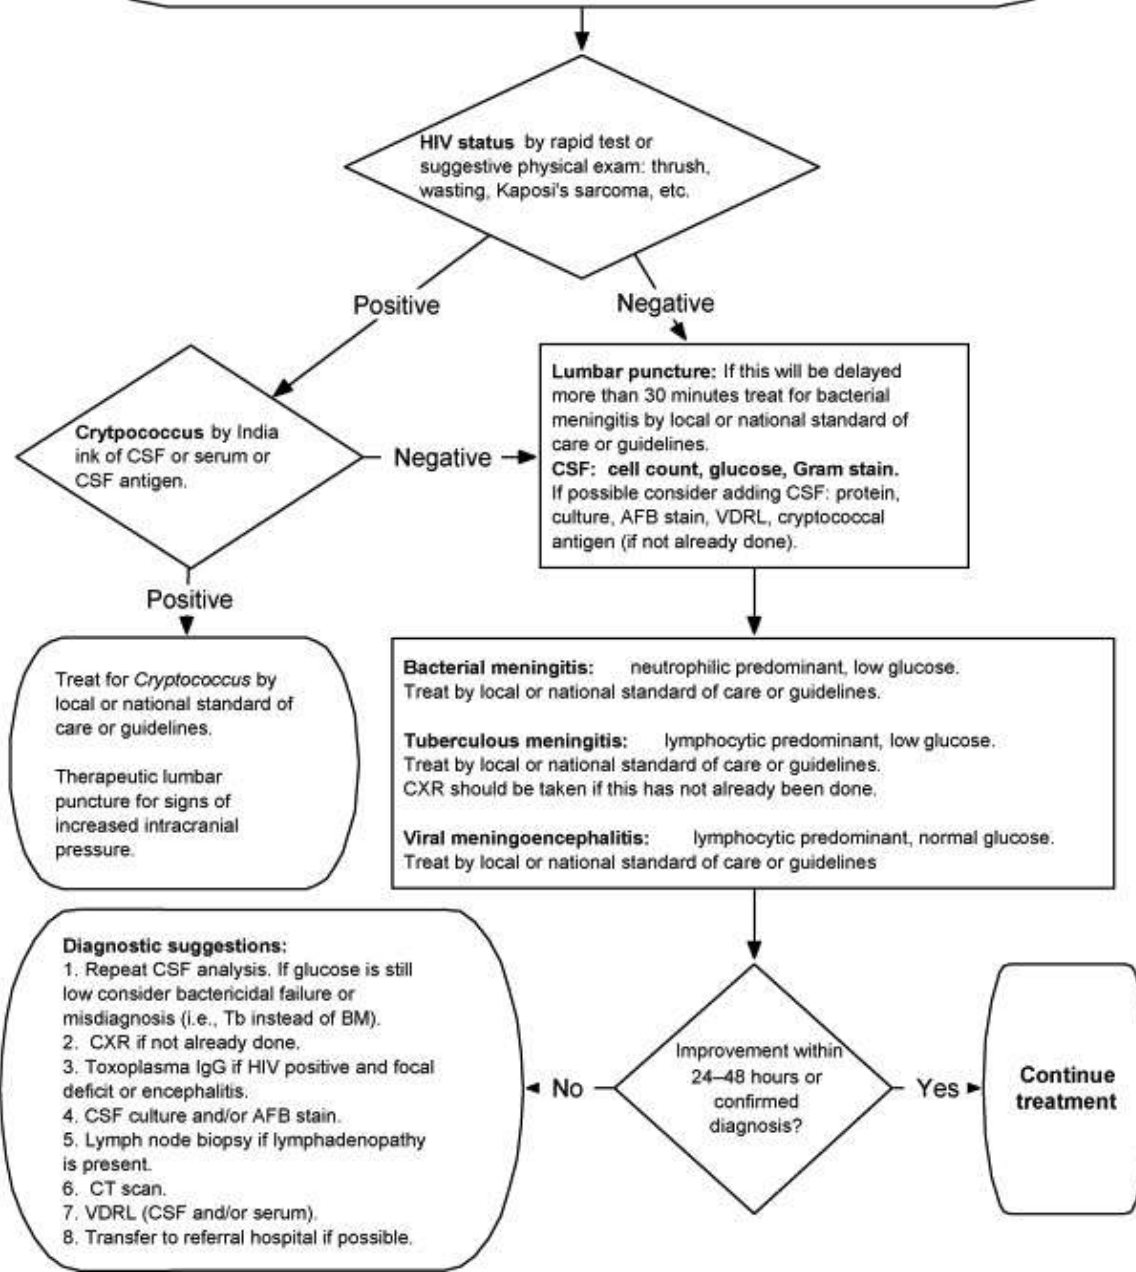 HIV status by rapid test or
suggestive physical exam: thrush,
wasting, Kaposi's sarcoma, etc.
Positive
Negative
Crytpococcus by India
ink of CSF or serum or
CSF antigen.
Negative
Lumbar puncture: If this will be delayed
more than 30 minutes treat for bacterial
meningitis by local or national standard of
care or guidelines.
CSF: cell count, glucose, Gram stain.
If possible consider adding CSF: protein,
culture, AFB stain, VDRL, cryptococcal
antigen (if not already done).
Positive
Treat for Cryptococcus by
local or national standard of
care or guidelines.
Therapeutic lumbar
puncture for signs of
increased intracranial
pressure.
Bacterial meningitis: neutrophilic predominant, low glucose.
Treat by local or national standard of care or guidelines.
Tuberculous meningitis: lymphocytic predominant, low glucose.
Treat by local or national standard of care or guidelines.
CXR should be taken if this has not already been done.
Viral meningoencephalitis: lymphocytic predominant, normal glucose.
Treat by local or national standard of care or guidelines
Diagnostic suggestions:
1. Repeat CSF analysis. If glucose is still
low consider bactericidal failure or
misdiagnosis (i.e., Tb instead of BM).
2. CXR if not already done.
3. Toxoplasma IgG if HIV positive and focal
deficit or encephalitis.
4. CSF culture and/or AFB stain.
5. Lymph node biopsy if lymphadenopathy
is present.
6. CT scan.
7. VDRL (CSF and/or serum).
8. Transfer to referral hospital if possible.
No
Improvement within
24–48 hours or
confirmed
diagnosis?
Yes
Continue
treatment